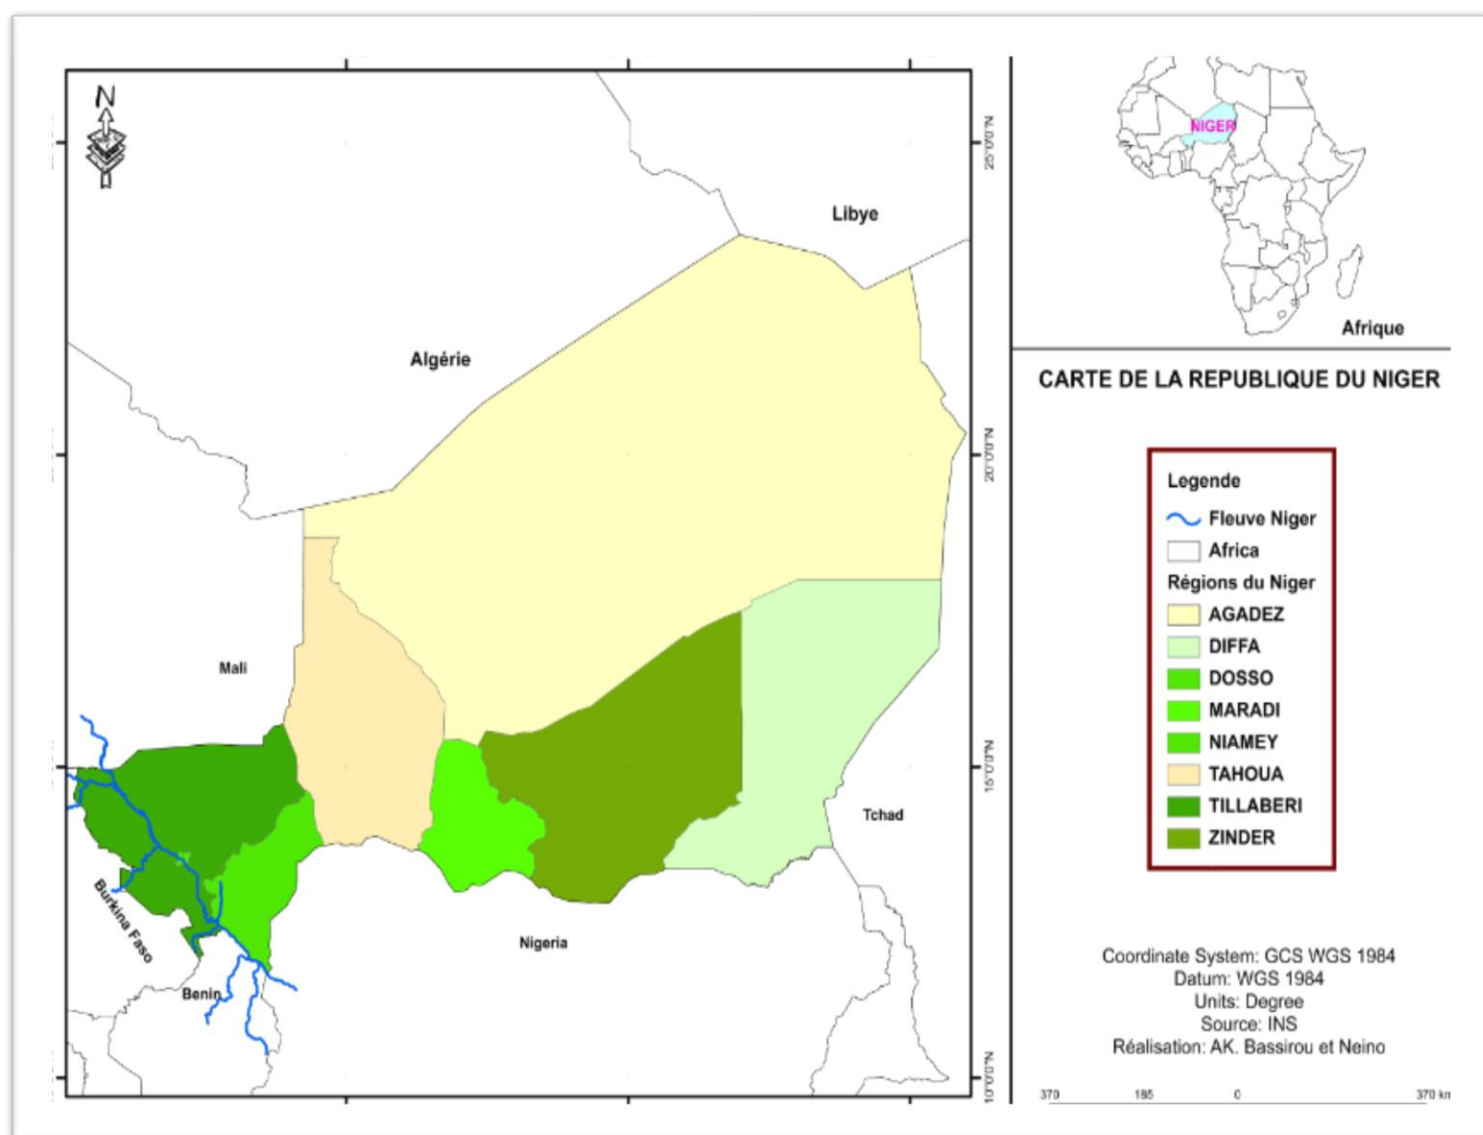 N
25°0'0"N
Libye
Algérie
20°0'0"N
Mali
15°0'0"N
Tchad
Burkina Faso
Nigeria
Benin
10°0'0"N
NIGER
Afrique
CARTE DE LA REPUBLIQUE DU NIGER
Legende
Fleuve Niger
Africa
Régions du Niger
AGADEZ
DIFFA
DOSSO
MARADI
NIAMEY
TAHOUA
TILLABERI
ZINDER
Coordinate System: GCS WGS 1984
Datum: WGS 1984
Units: Degree
Source: INS
Réalisation: AK. Bassirou et Neino
370 185 0 370 km